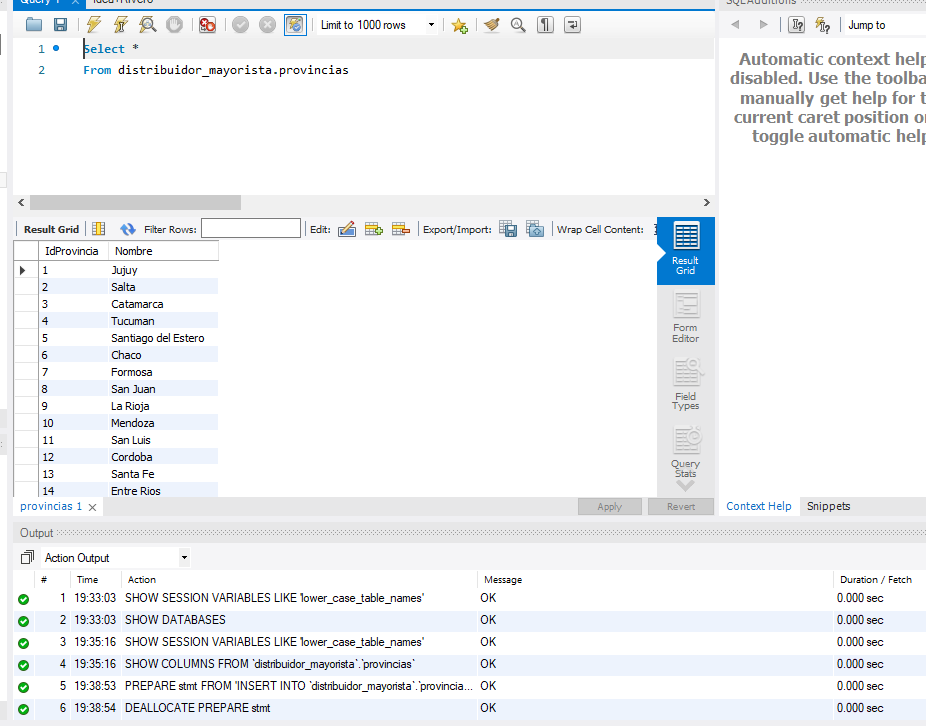 Query 1
SQLAdditions
Limit to 1000 rows
Jump to
1 Select *
2 From distribuidor_mayorista.provincias
Automatic context help
disabled. Use the toolba
manually get help for t
current caret position o
toggle automatic help
Result Grid Filter Rows: Edit: Export/Import: Wrap Cell Content:
IdProvincia Nombre
1 Jujuy
2 Salta
3 Catamarca
4 Tucuman
5 Santiago del Estero
6 Chaco
7 Formosa
8 San Juan
9 La Rioja
10 Mendoza
11 San Luis
12 Cordoba
13 Santa Fe
14 Entre Rios
Result
Grid
Form
Editor
Field
Types
Query
Stats
provincias 1 Apply Revert
Context Help Snippets
Output
Action Output
# Time Action Message Duration / Fetch
1 19:33:03 SHOW SESSION VARIABLES LIKE 'lower_case_table_names' OK 0.000 sec
2 19:33:03 SHOW DATABASES OK 0.000 sec
3 19:35:16 SHOW SESSION VARIABLES LIKE 'lower_case_table_names' OK 0.000 sec
4 19:35:16 SHOW COLUMNS FROM `distribuidor_mayorista`.`provincias` OK 0.000 sec
5 19:38:53 PREPARE stmt FROM 'INSERT INTO `distribuidor_mayorista`.`provincia... OK 0.000 sec
6 19:38:54 DEALLOCATE PREPARE stmt OK 0.000 sec